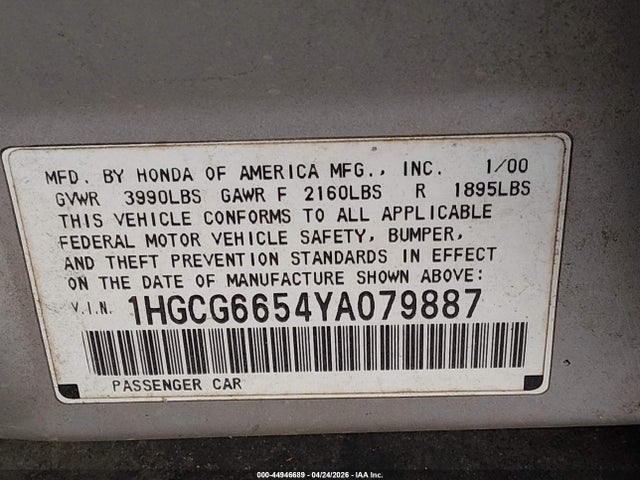 MFD. BY HONDA OF AMERICA MFG., INC. 1/00
GVWR 3990LBS GAWR F 2160LBS R 1895LBS
THIS VEHICLE CONFORMS TO ALL APPLICABLE
FEDERAL MOTOR VEHICLE SAFETY, BUMPER,
AND THEFT PREVENTION STANDARDS IN EFFECT
ON THE DATE OF MANUFACTURE SHOWN ABOVE:
V.I.N. 1HGCG6654YA079887
PASSENGER CAR
000-44946689 - 04/24/2026 - IAA Inc.